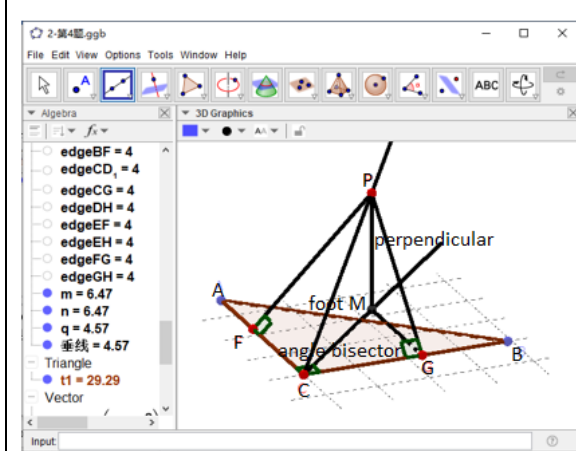 2-第4题.ggb
File Edit View Options Tools Window Help
ABC
Algebra
3D Graphics
fx
AA
edgeBF = 4
edgeCD₁ = 4
edgeCG = 4
edgeDH = 4
edgeEF = 4
edgeEH = 4
edgeFG = 4
edgeGH = 4
m = 6.47
n = 6.47
q = 4.57
垂线 = 4.57
Triangle
t1 = 29.29
Vector
P
perpendicular
A
foot M
F
angle bisector
B
G
C
Input: